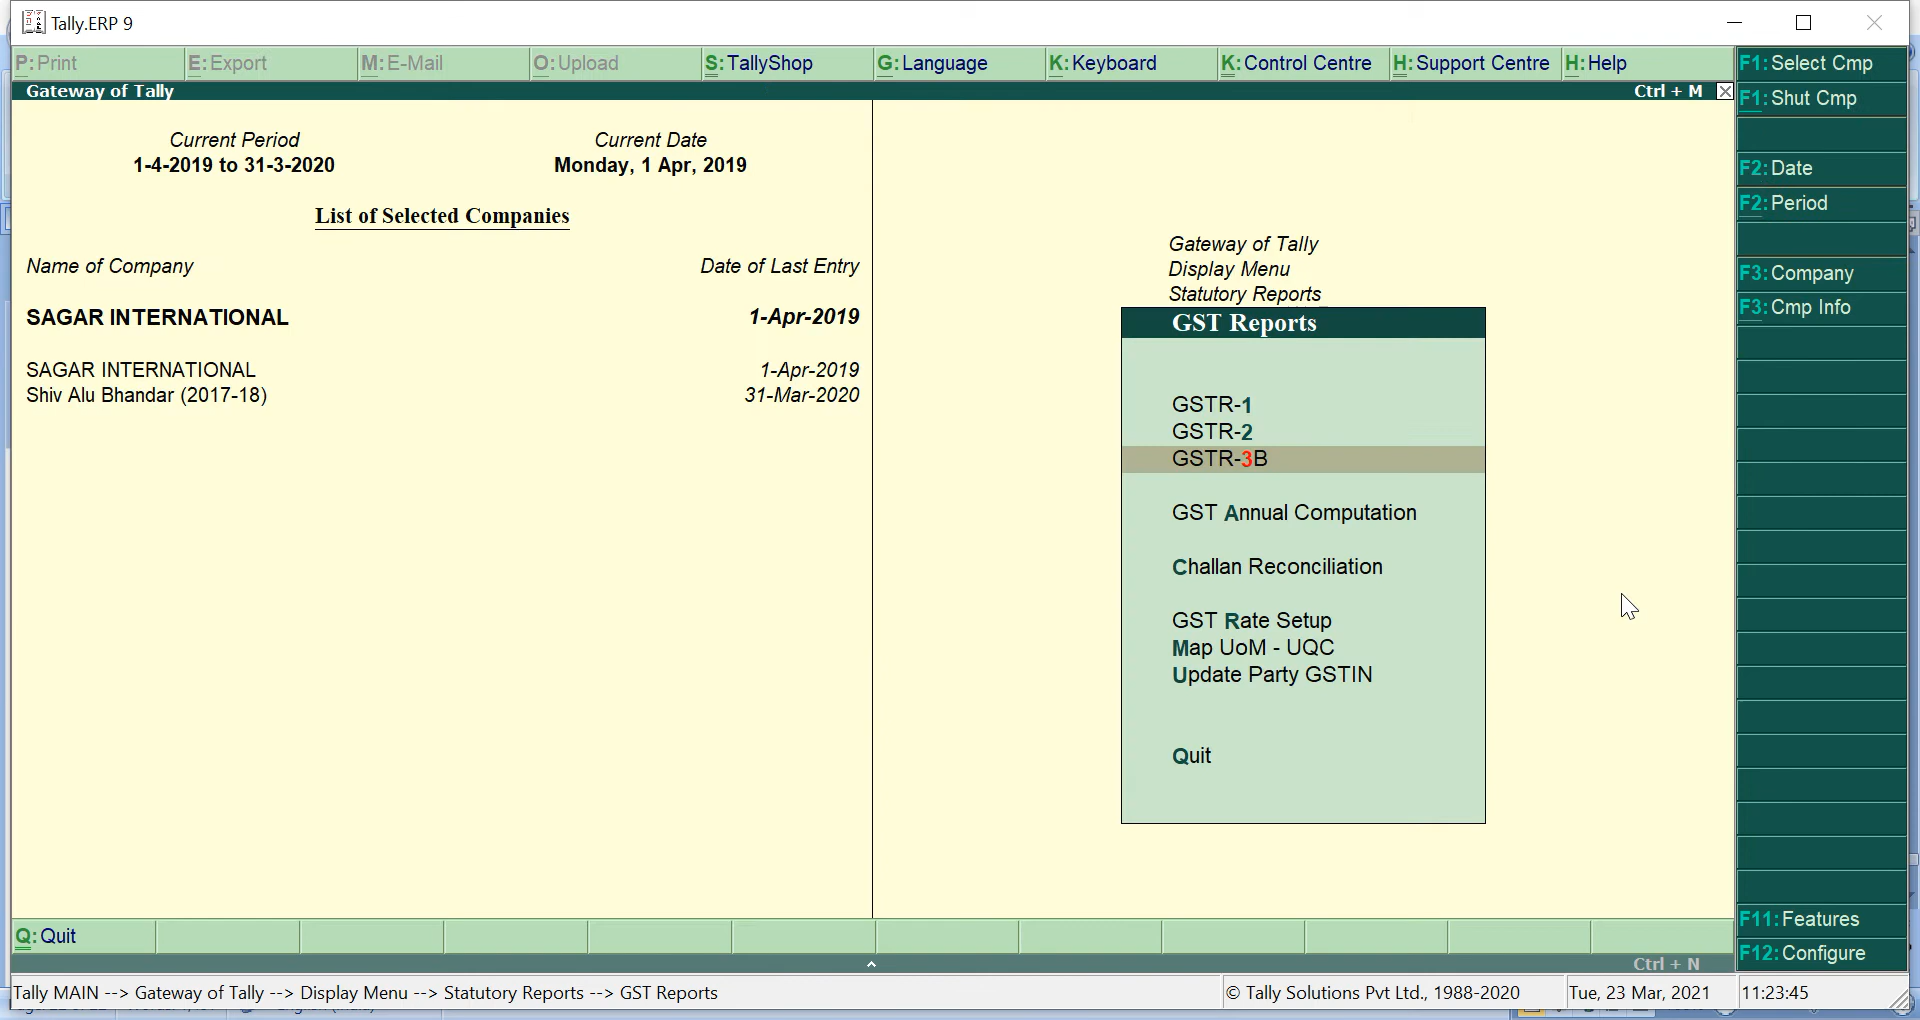 Tally.ERP 9
P: Print E: Export M: E-Mail O: Upload S: TallyShop G: Language K: Keyboard K: Control Centre H: Support Centre H: Help
Gateway of Tally Ctrl + M
Current Period Current Date
1-4-2019 to 31-3-2020 Monday, 1 Apr, 2019
List of Selected Companies
Name of Company Date of Last Entry
SAGAR INTERNATIONAL 1-Apr-2019
SAGAR INTERNATIONAL 1-Apr-2019
Shiv Alu Bhandar (2017-18) 31-Mar-2020
Gateway of Tally
Display Menu
Statutory Reports
GST Reports
GSTR-1
GSTR-2
GSTR-3B
GST Annual Computation
Challan Reconciliation
GST Rate Setup
Map UoM - UQC
Update Party GSTIN
Quit
F1: Select Cmp
F1: Shut Cmp
F2: Date
F2: Period
F3: Company
F3: Cmp Info
F11: Features
F12: Configure
Q: Quit
Ctrl + N
Tally MAIN --> Gateway of Tally --> Display Menu --> Statutory Reports --> GST Reports © Tally Solutions Pvt Ltd., 1988-2020 Tue, 23 Mar, 2021 11:23:45